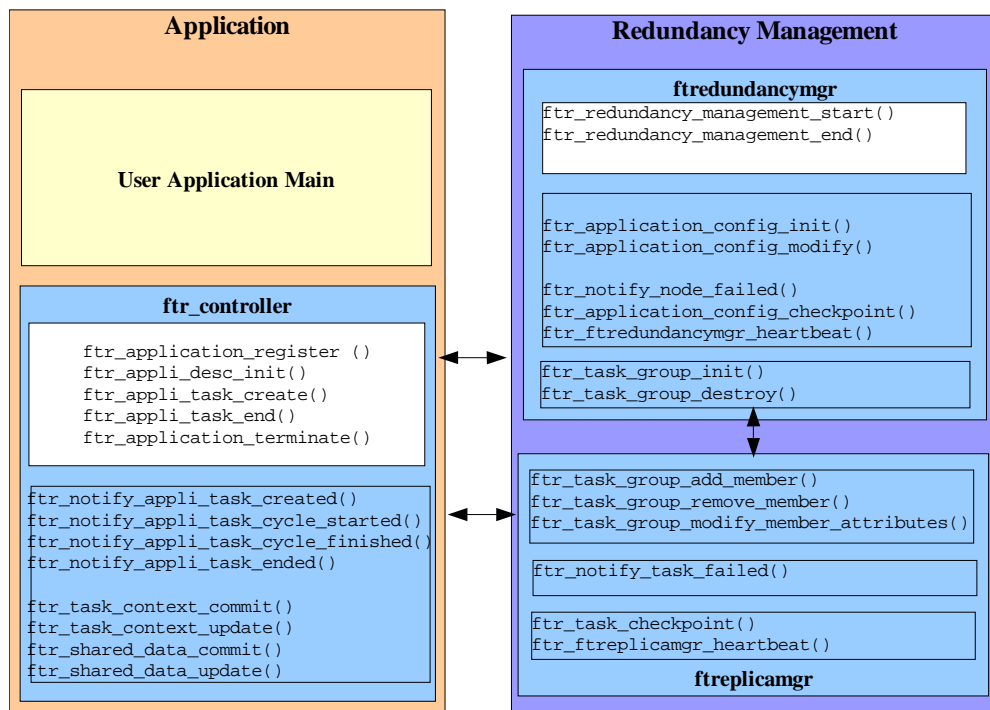 Application
User Application Main
ftr_controller
ftr_application_register ()
ftr_appli_desc_init()
ftr_appli_task_create()
ftr_appli_task_end()
ftr_application_terminate()
ftr_notify_appli_task_created()
ftr_notify_appli_task_cycle_started()
ftr_notify_appli_task_cycle_finished()
ftr_notify_appli_task_ended()
ftr_task_context_commit()
ftr_task_context_update()
ftr_shared_data_commit()
ftr_shared_data_update()
Redundancy Management
ftredundancymgr
ftr_redundancy_management_start()
ftr_redundancy_management_end()
ftr_application_config_init()
ftr_application_config_modify()
ftr_notify_node_failed()
ftr_application_config_checkpoint()
ftr_ftredundancymgr_heartbeat()
ftr_task_group_init()
ftr_task_group_destroy()
ftr_task_group_add_member()
ftr_task_group_remove_member()
ftr_task_group_modify_member_attributes()
ftr_notify_task_failed()
ftr_task_checkpoint()
ftr_ftreplicamgr_heartbeat()
ftreplicamgr